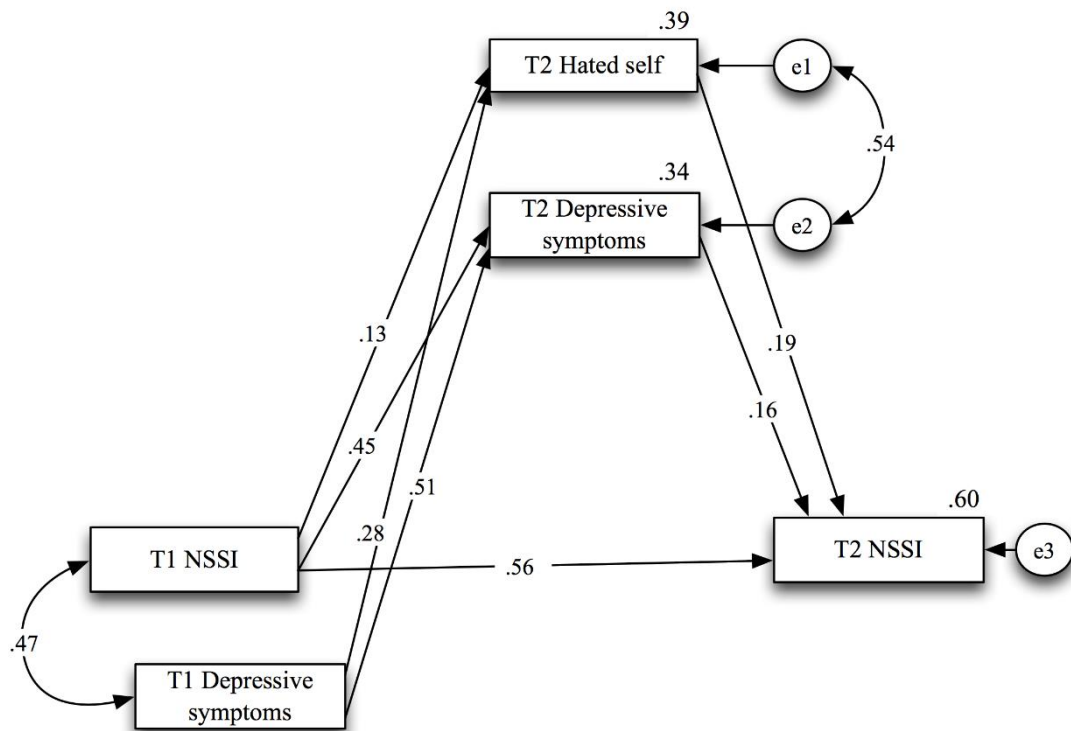 .39
T2 Hated self
e1
.54
.34
T2 Depressive
symptoms
e2
.13
.19
.16
.45
.51
.28
.60
T1 NSSI
.56
T2 NSSI
e3
.47
T1 Depressive
symptoms